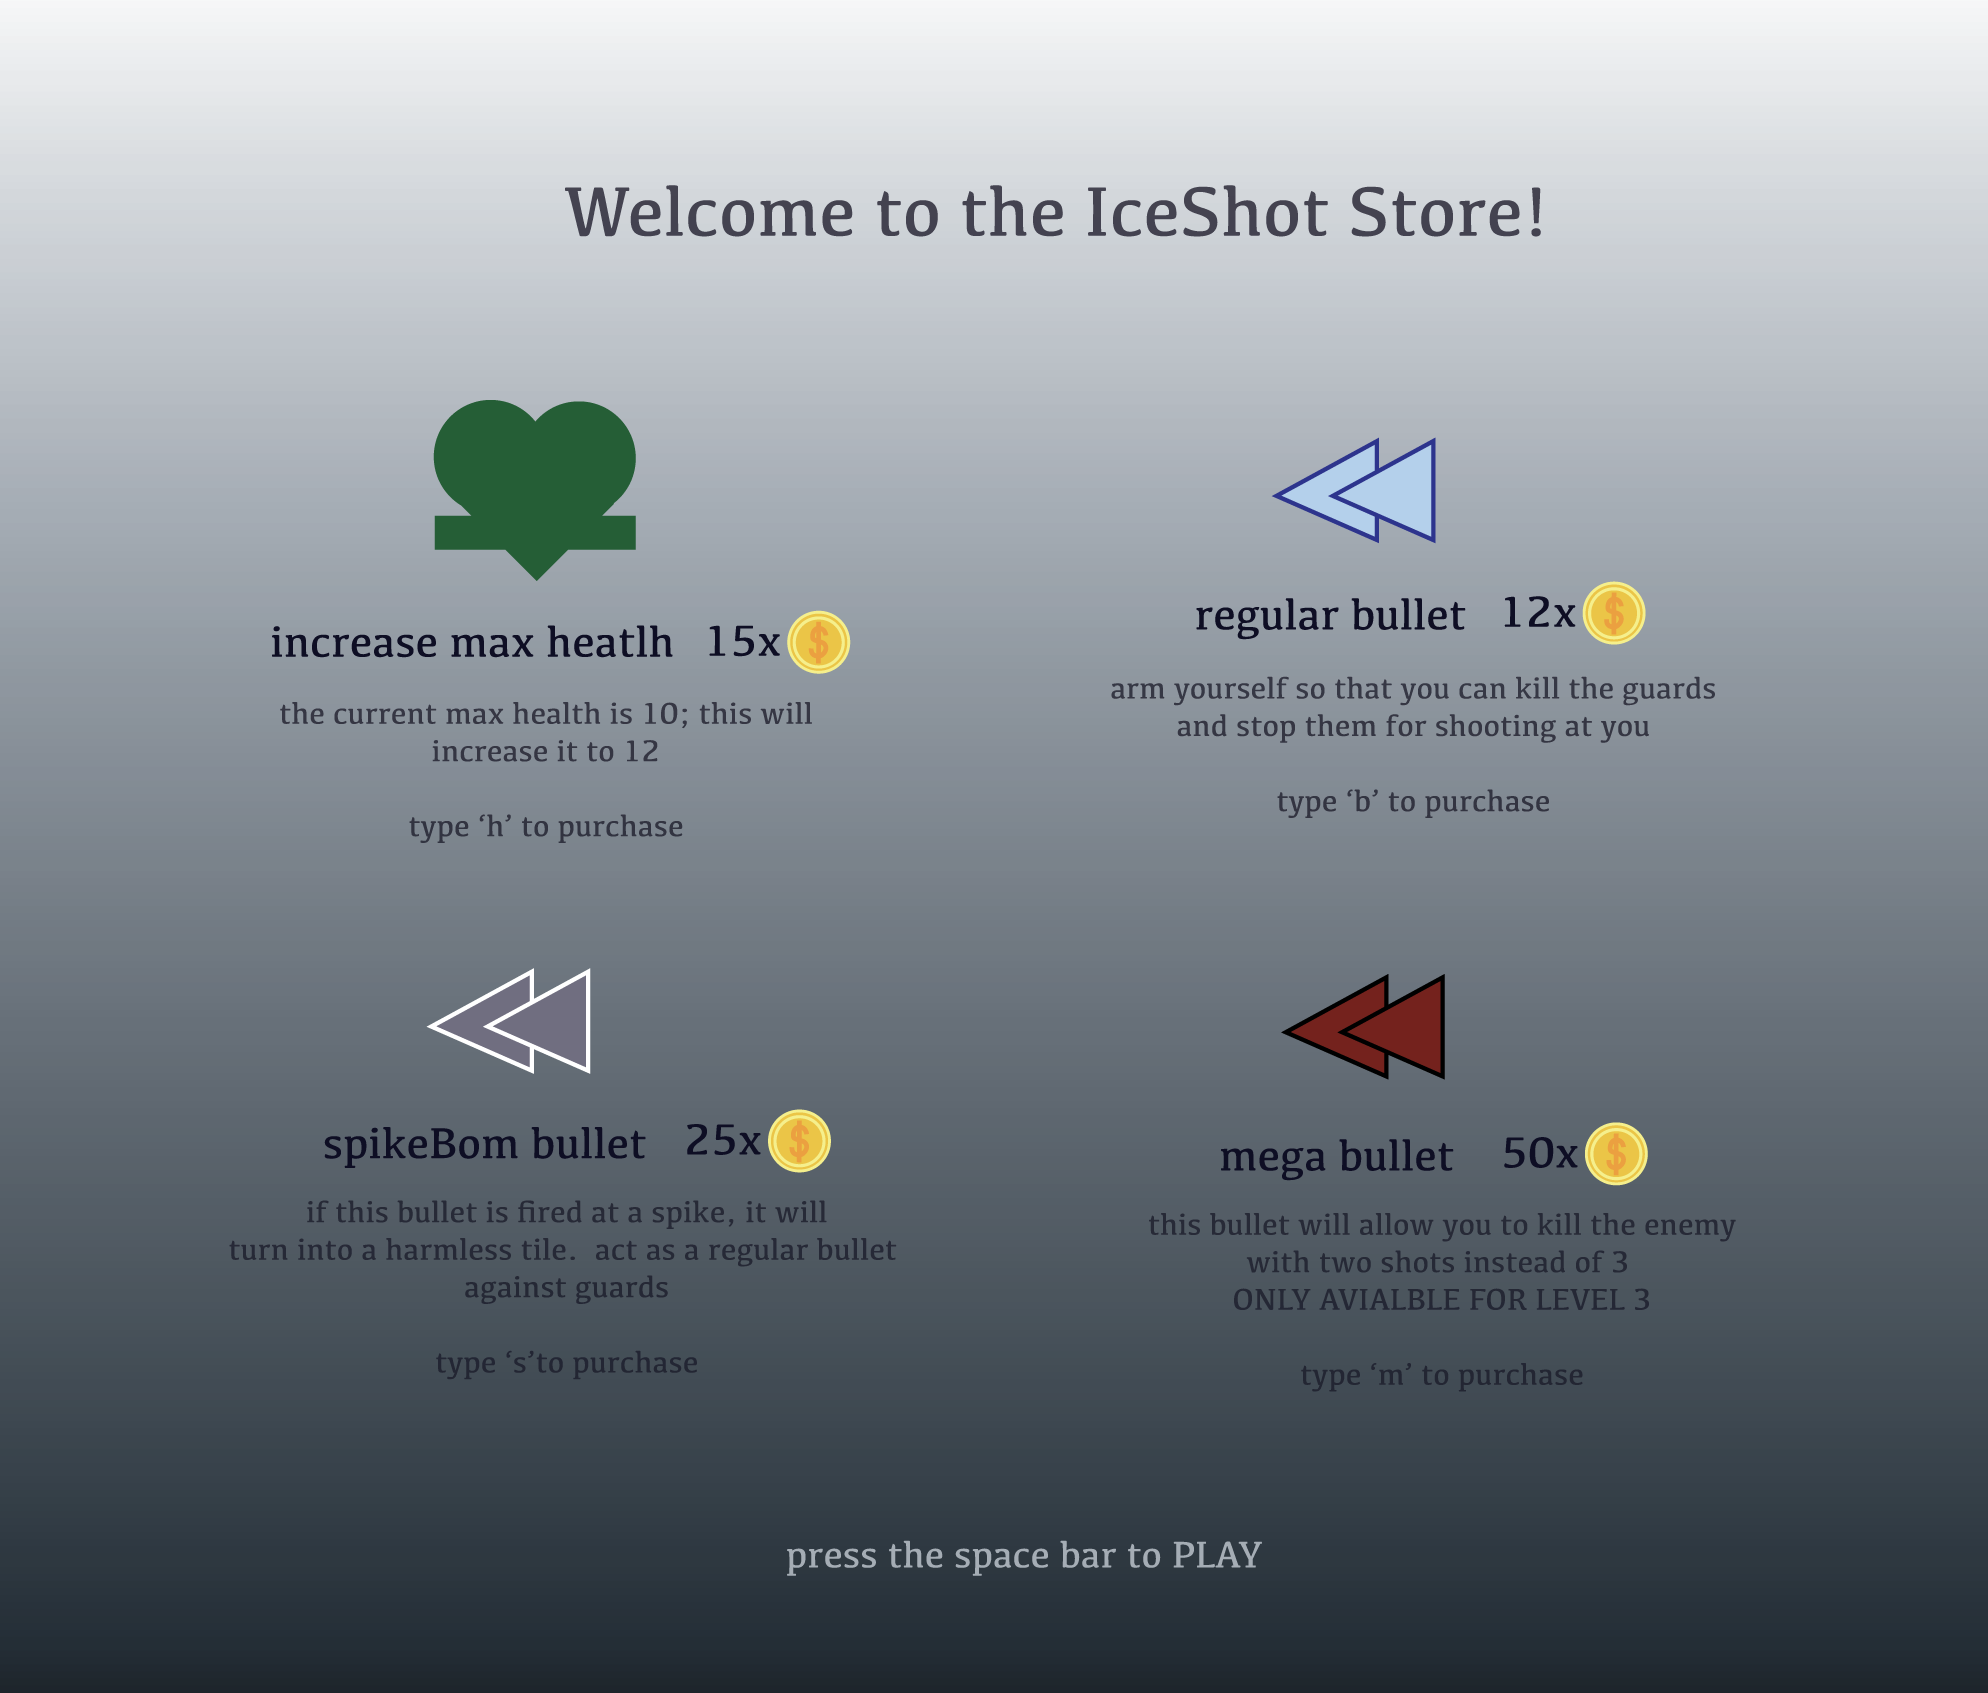 Welcome to the IceShot Store!
increase max heatlh 15x $
the current max health is 10; this will
increase it to 12
type ‘h’ to purchase
regular bullet 12x $
arm yourself so that you can kill the guards
and stop them for shooting at you
type ‘b’ to purchase
spikeBom bullet 25x $
if this bullet is fired at a spike, it will
turn into a harmless tile.  act as a regular bullet
against guards
type ‘s’to purchase
mega bullet 50x $
this bullet will allow you to kill the enemy
with two shots instead of 3
ONLY AVIALBLE FOR LEVEL 3
type ‘m’ to purchase
press the space bar to PLAY